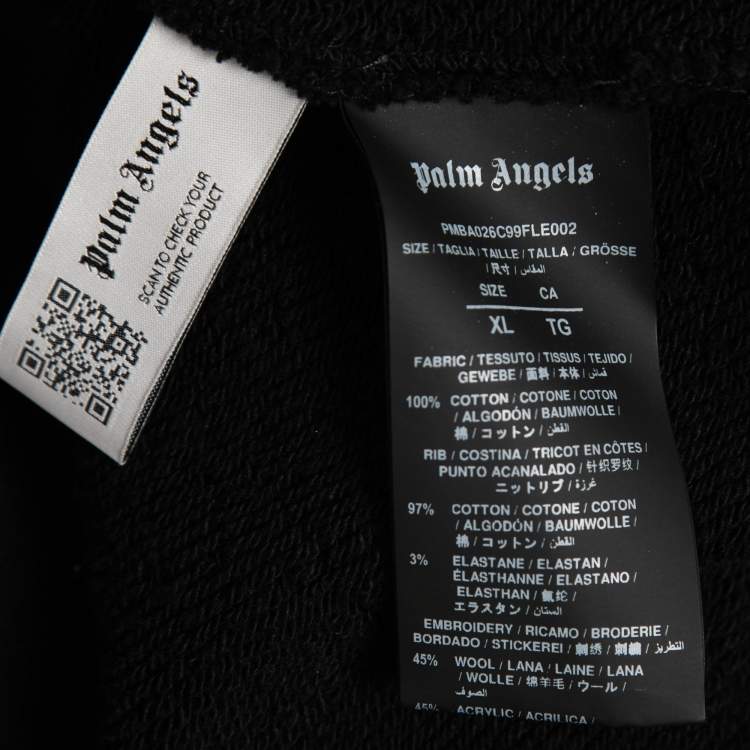 Palm Angels
SCAN TO CHECK YOUR
AUTHENTIC PRODUCT
Palm Angels
PMBA026C99FLE002
SIZE / TAGLIA / TAILLE / TALLA / GRÖSSE
/ 尺寸 / المقاس
SIZE CA
XL TG
FABRIC / TESSUTO / TISSUS / TEJIDO /
GEWEBE / 面料 / 本体 / قماش
100% COTTON / COTONE / COTON
/ ALGODÓN / BAUMWOLLE /
棉 / コットン / القطن
RIB / COSTINA / TRICOT EN CÔTES /
PUNTO ACANALADO / 针织罗纹 /
ニットリブ / غرزة
97% COTTON / COTONE / COTON
/ ALGODÓN / BAUMWOLLE /
棉 / コットン / القطن
3% ELASTANE / ELASTAN /
ÉLASTHANNE / ELASTANO /
ELASTHAN / 氨纶 /
エラスタン / الستان
EMBROIDERY / RICAMO / BRODERIE /
BORDADO / STICKEREI / 刺绣 / 刺繍 / التطريز
45% WOOL / LANA / LAINE / LANA
/ WOLLE / 绵羊毛 / ウール /
الصوف
45% ACRYLIC / ACRILICA /